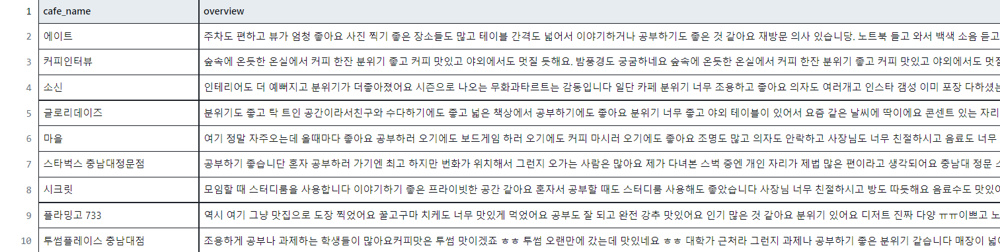 1 cafe_name overview
2 에이트 주차도 편하고 뷰가 엄청 좋아요 사진 찍기 좋은 장소들도 많고 테이블 간격도 넓어서 이야기하거나 공부하기도 좋은 것 같아요 재방문 의사 있습니당. 노트북 들고 와서 백색 소음 듣고
3 커피인터뷰 숲속에 온듯한 온실에서 커피 한잔 분위기 좋고 커피 맛있고 야외에서도 멋질 듯해요. 밤풍경도 궁굼하네요 숲속에 온듯한 온실에서 커피 한잔 분위기 좋고 커피 맛있고 야외에서도 멋질
4 소신 인테리어도 더 예뻐지고 분위기가 더좋아졌어요 시즌으로 나오는 무화과타르트는 감동입니다 일단 카페 분위기 너무 조용하고 좋아요 의자도 여러개고 인스타 갬성 이미 포장 다하셨는
5 글로리데이즈 분위기도 좋고 탁 트인 공간이라서친구와 수다하기에도 좋고 넓은 책상에서 공부하기에도 좋아요 분위기 너무 좋고 야외 테이블이 있어서 요즘 같은 날씨에 딱이에요 콘센트 있는 자리
6 마을 여기 정말 자주오는데 올때마다 좋아요 공부하러 오기에도 보드게임 하러 오기에도 커피 마시러 오기에도 좋아요 조명도 많고 의자도 안락하고 사장님도 너무 친절하시고 음료도 너무
7 스타벅스 충남대정문점 공부하기 좋습니단 혼자 공부하러 가기엔 최고 하지만 번화가 위치해서 그런지 오가는 사람은 많아요 제가 다녀본 스벅 중엔 개인 자리가 제법 많은 편이라고 생각되어요 충남대 정문
8 시크릿 모임할 때 스터디룸을 사용합니다 이야기하기 좋은 프라이빗한 공간 같아요 혼자서 공부할 때도 스터디룸 사용해도 좋았습니다 사장님 너무 친절하시고 방도 따듯해요 음료수도 맛있
9 플라밍고 733 역시 여기 그냥 맛집으로 도장 찍었어요 꿀고구마 치케도 너무 맛있게 먹었어요 공부도 잘 되고 완전 강추 맛있어요 인기 많은 것 같아요 분위기 있어요 디저트 진짜 다양 ㅠㅠ이쁘고 노
10 투썸플레이스 충남대점 조용하게 공부나 과제하는 학생들이 많아요커피맛은 투썸 맛이겠죠 ㅎㅎ 투썸 오랜만에 갔는데 맛있네요 ㅎㅎ 대학가 근처라 그런지 과제나 공부하기 좋은 분위기 같습니다 매장이